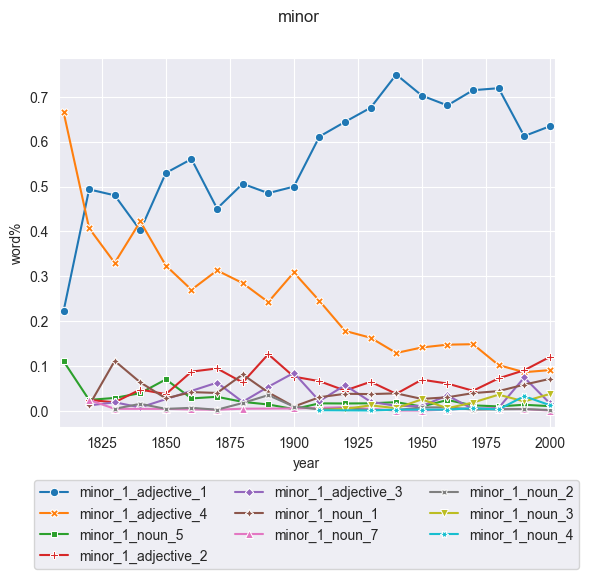 minor
0.7
0.6
0.5
0.4
0.3
0.2
0.1
0.0
word%
1825 1850 1875 1900 1925 1950 1975 2000
year
minor_1_adjective_1 minor_1_adjective_3 minor_1_noun_2
minor_1_adjective_4 minor_1_noun_1 minor_1_noun_3
minor_1_noun_5 minor_1_noun_7 minor_1_noun_4
minor_1_adjective_2